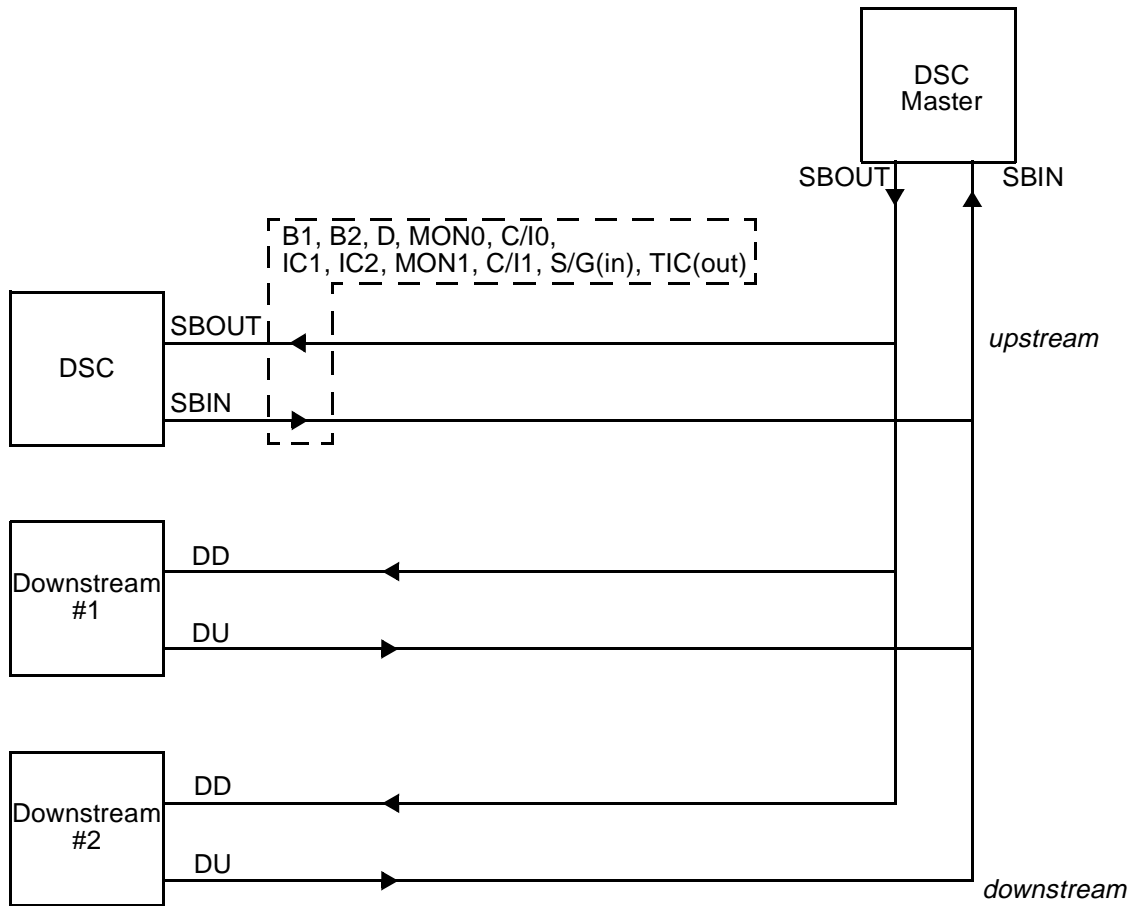 DSC
Master
SBOUT
SBIN
B1, B2, D, MON0, C/I0,
IC1, IC2, MON1, C/I1, S/G(in), TIC(out)
SBOUT
upstream
DSC
SBIN
DD
Downstream
#1
DU
DD
Downstream
#2
DU
downstream